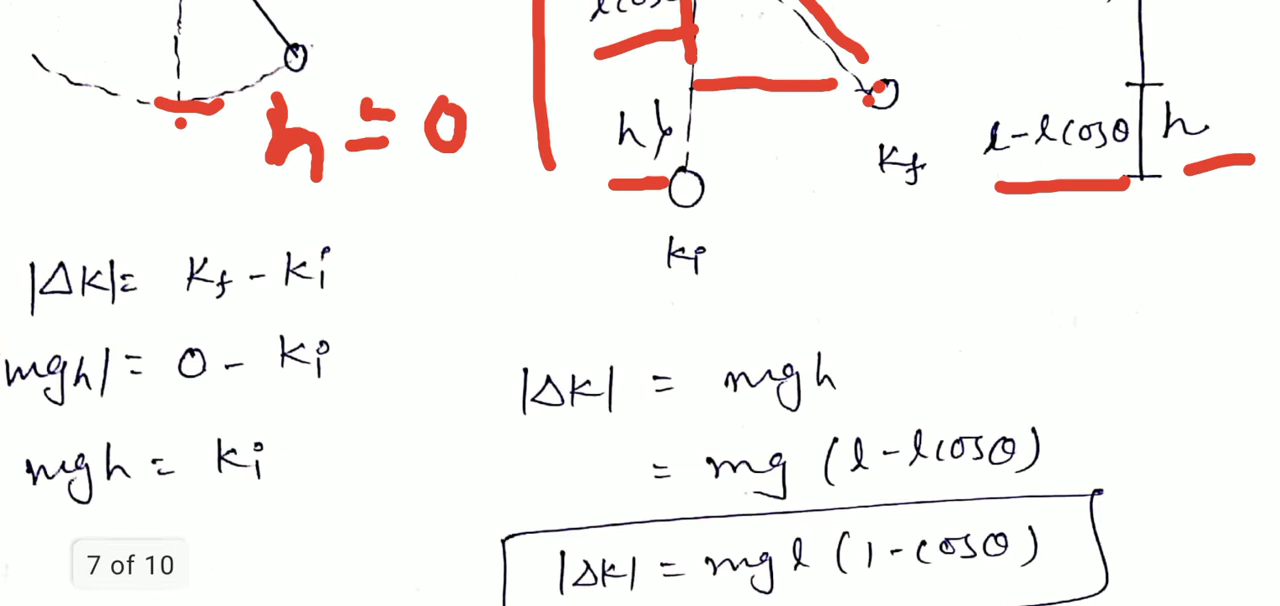 lcos
h = 0
h
l-lcosθ
h
Kf
Ki
|ΔK|= Kf - Ki
mgh| = 0 - Ki
mgh = Ki
|ΔK| = mgh
= mg (l-lcosθ)
|ΔK| = mgl (1-cosθ)
7 of 10